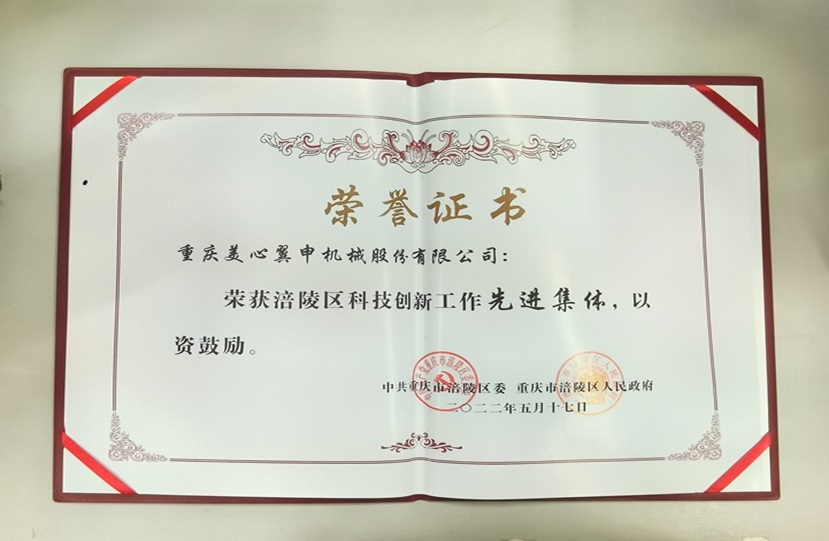 荣誉证书
重庆美心翼申机械股份有限公司：
荣获涪陵区科技创新工作先进集体，以
资鼓励。
中共重庆市涪陵区委 重庆市涪陵区人民政府
二〇二二年五月十七日